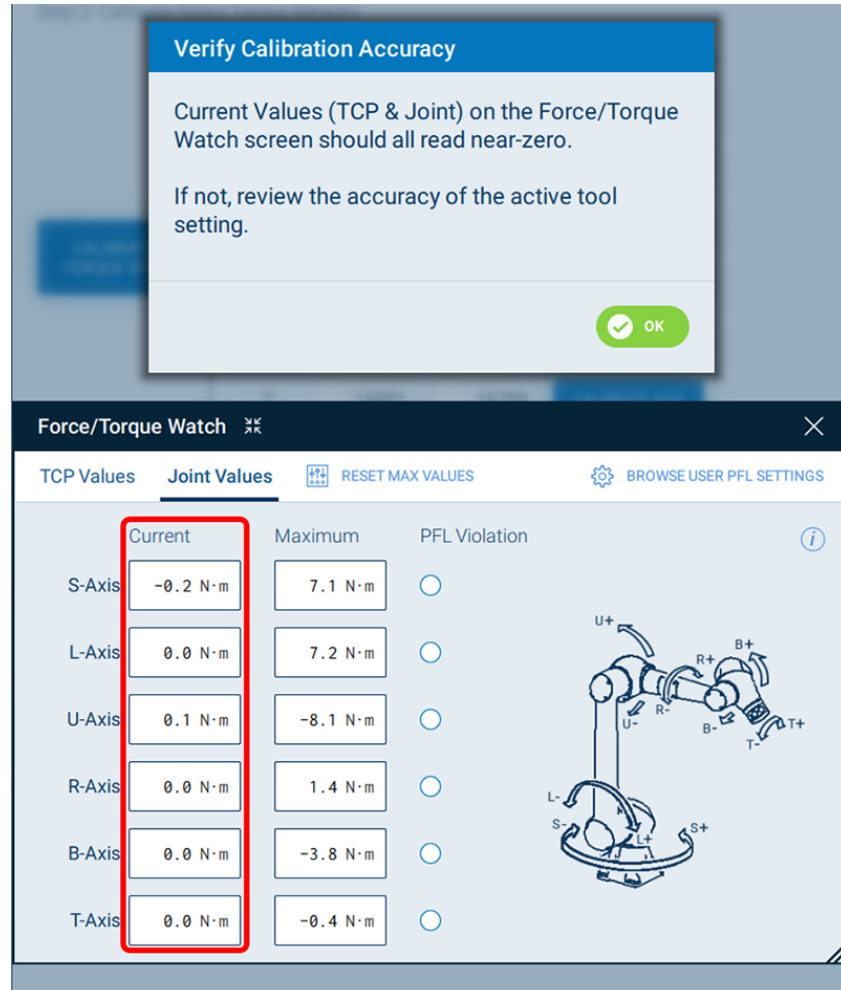 Verify Calibration Accuracy
Current Values (TCP & Joint) on the Force/Torque
Watch screen should all read near-zero.
If not, review the accuracy of the active tool
setting.
OK
Force/Torque Watch
TCP Values Joint Values RESET MAX VALUES BROWSE USER PFL SETTINGS
Current Maximum PFL Violation
i
S-Axis -0.2 N·m 7.1 N·m
L-Axis 0.0 N·m 7.2 N·m
U-Axis 0.1 N·m -8.1 N·m
R-Axis 0.0 N·m 1.4 N·m
B-Axis 0.0 N·m -3.8 N·m
T-Axis 0.0 N·m -0.4 N·m
U+
B+
R+
R-
U-
B-
T+
T-
L-
S-
L+
S+